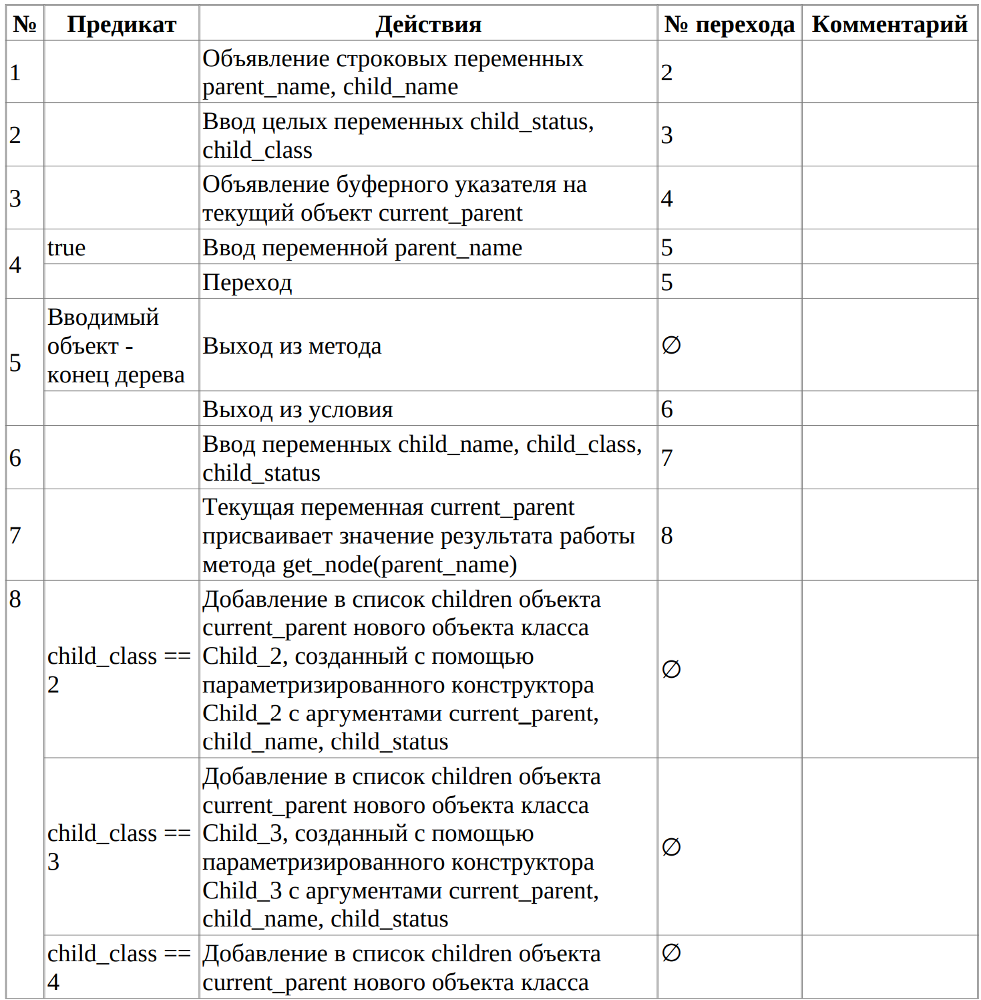 № Предикат Действия № перехода Комментарий
1 Объявление строковых переменных 2
parent_name, child_name
2 Ввод целых переменных child_status, 3
child_class
3 Объявление буферного указателя на 4
текущий объект current_parent
4 true Ввод переменной parent_name 5
Переход 5
5 Вводимый
объект - Выход из метода ∅
конец дерева
Выход из условия 6
6 Ввод переменных child_name, child_class, 7
child_status
Текущая переменная current_parent
7 присваивает значение результата работы 8
метода get_node(parent_name)
8 Добавление в список children объекта
current_parent нового объекта класса
child_class == Child_2, созданный с помощью ∅
2 параметризированного конструктора
Child_2 с аргументами current_parent,
child_name, child_status
Добавление в список children объекта
current_parent нового объекта класса
child_class == Child_3, созданный с помощью ∅
3 параметризированного конструктора
Child_3 с аргументами current_parent,
child_name, child_status
child_class == Добавление в список children объекта ∅
4 current_parent нового объекта класса